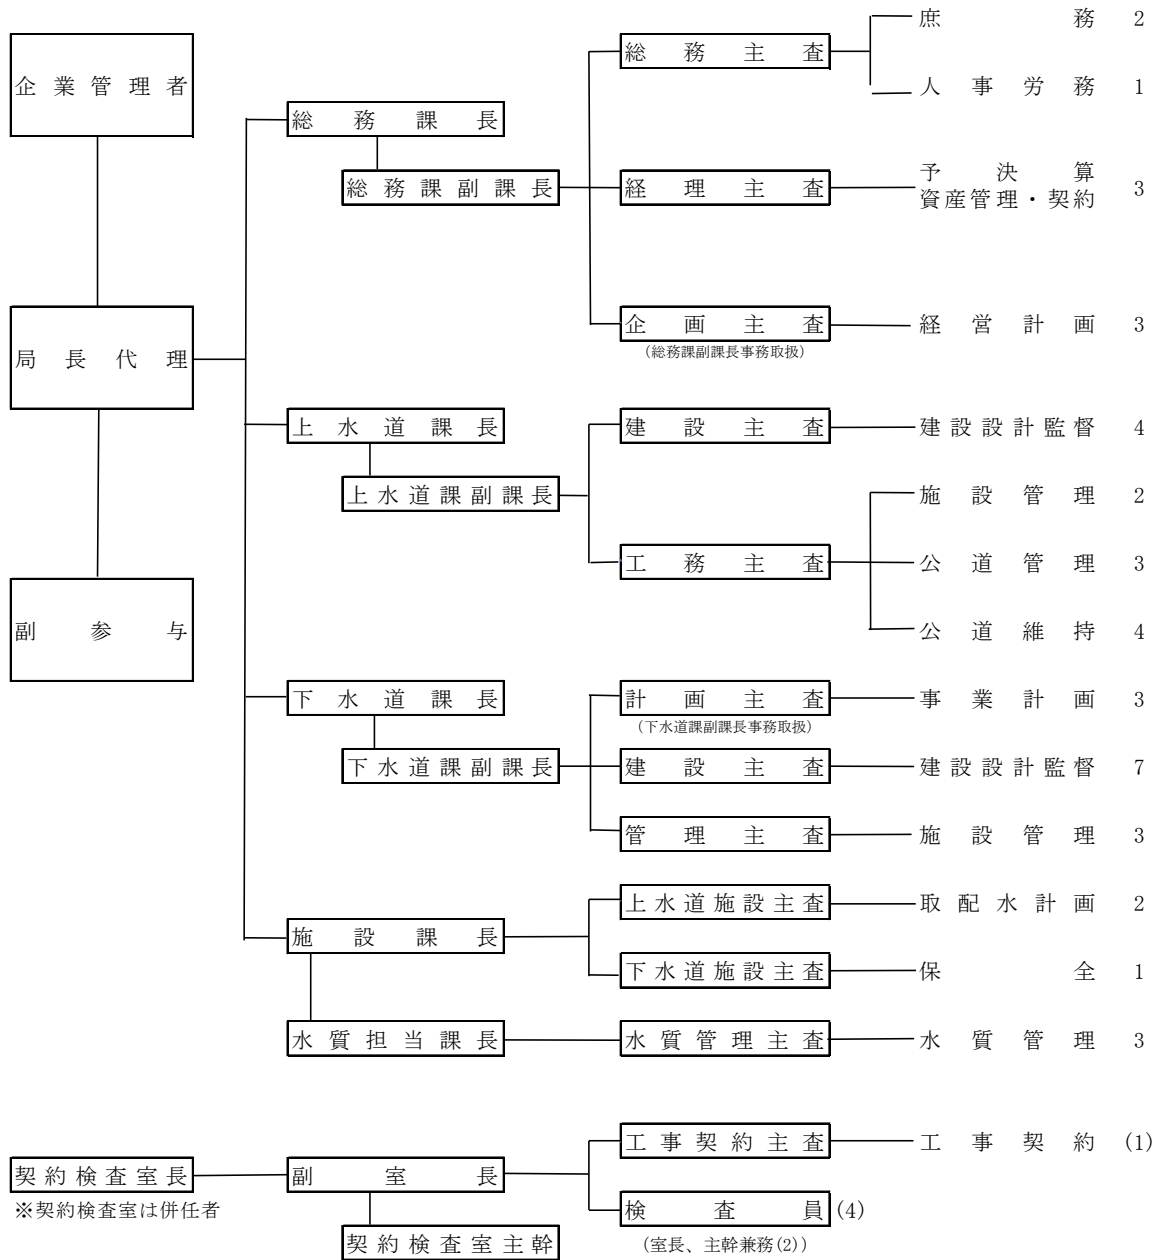 庶務 2
企業管理者
総務主査
人事労務 1
総務課長
総務課副課長
経理主査
予決算
資産管理・契約 3
局長代理
企画主査
(総務課副課長事務取扱)
経営計画 3
上水道課長
上水道課副課長
建設主査
建設設計監督 4
施設管理 2
工務主査
公道管理 3
公道維持 4
副参与
下水道課長
下水道課副課長
計画主査
(下水道課副課長事務取扱)
事業計画 3
建設主査
建設設計監督 7
管理主査
施設管理 3
施設課長
上水道施設主査
取配水計画 2
下水道施設主査
保全 1
水質担当課長
水質管理主査
水質管理 3
契約検査室長
※契約検査室は併任者
副室長
契約検査室主幹
工事契約主査
工事契約 (1)
検査員 (4)
(室長、主幹兼務(2))